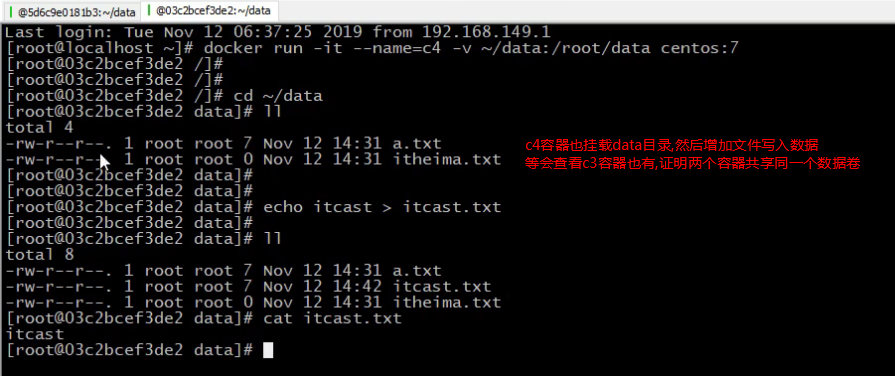 @5d6c9e0181b3:~/data @03c2bcef3de2:~/data
Last login: Tue Nov 12 06:37:25 2019 from 192.168.149.1
[root@localhost ~]# docker run -it --name=c4 -v ~/data:/root/data centos:7
[root@03c2bcef3de2 /]#
[root@03c2bcef3de2 /]#
[root@03c2bcef3de2 /]# cd ~/data
[root@03c2bcef3de2 data]# ll
total 4
-rw-r--r--. 1 root root 7 Nov 12 14:31 a.txt
-rw-r--r--. 1 root root 0 Nov 12 14:31 itheima.txt
c4容器也挂载data目录,然后增加文件写入数据
等会查看c3容器也有,证明两个容器共享同一个数据卷
[root@03c2bcef3de2 data]#
[root@03c2bcef3de2 data]#
[root@03c2bcef3de2 data]# echo itcast > itcast.txt
[root@03c2bcef3de2 data]#
[root@03c2bcef3de2 data]# ll
total 8
-rw-r--r--. 1 root root 7 Nov 12 14:31 a.txt
-rw-r--r--. 1 root root 7 Nov 12 14:42 itcast.txt
-rw-r--r--. 1 root root 0 Nov 12 14:31 itheima.txt
[root@03c2bcef3de2 data]# cat itcast.txt
itcast
[root@03c2bcef3de2 data]#